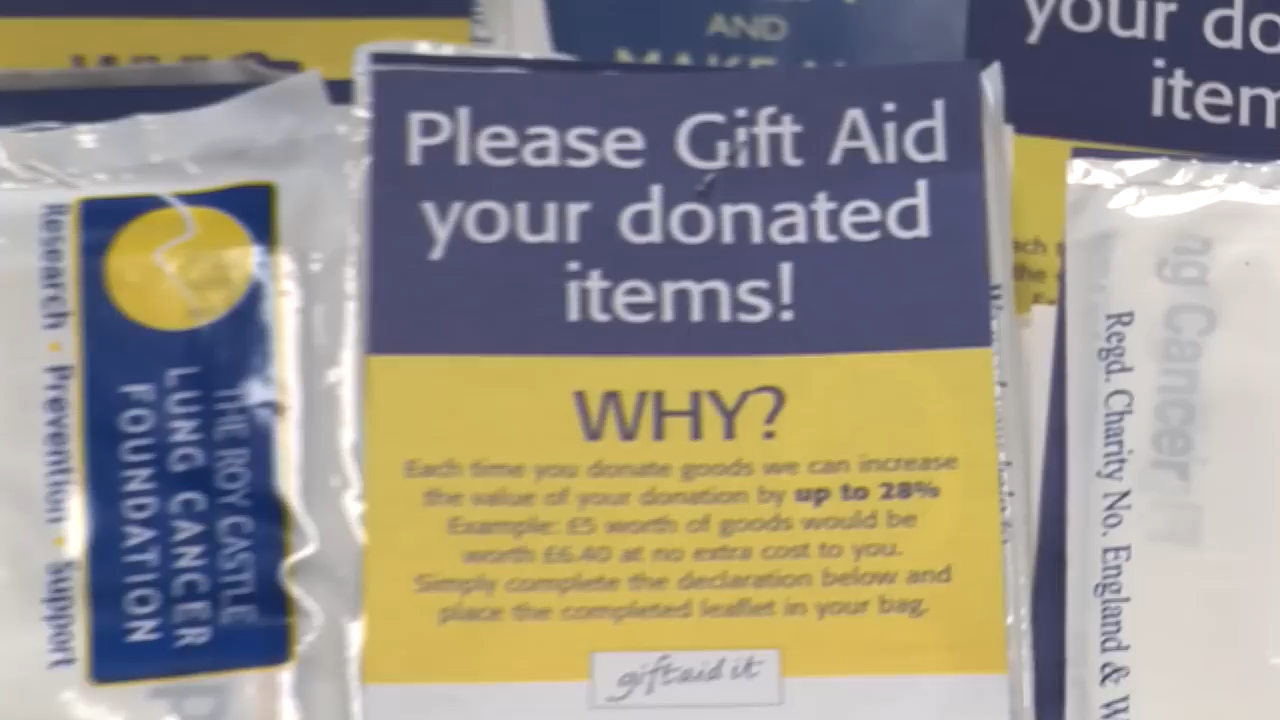 AND
your do
item
Please Gift Aid
your donated
items!
WHY?
Each time you donate goods we can increase
the value of your donation by up to 28%
Example: £5 worth of goods would be
worth £6.40 at no extra cost to you.
Simply complete the declaration below and
place the completed leaflet in your bag.
giftaid it
THE ROY CASTLE
LUNG CANCER
FOUNDATION
Research • Prevention • Support
ng Cancer
Regd. Charity No. England & W